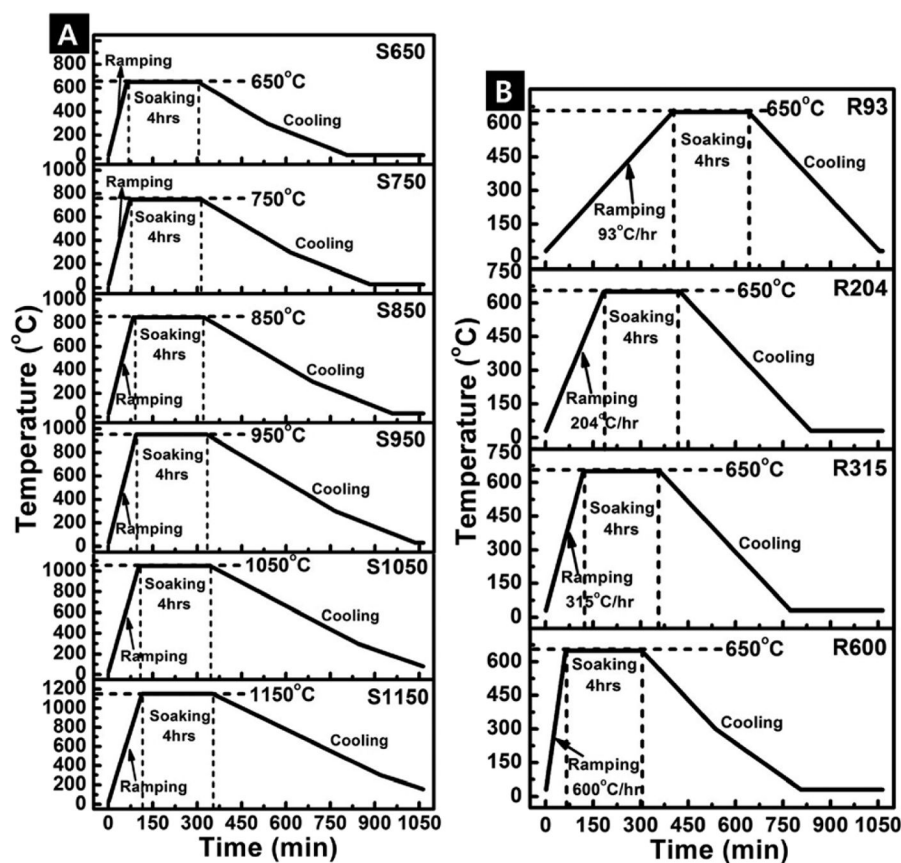 A
S650
Ramping
650°C
Soaking
4hrs
Cooling
800
600
400
200
0
S750
Ramping
750°C
Soaking
4hrs
Cooling
1000
800
600
400
200
0
S850
850°C
Soaking
4hrs
Cooling
Ramping
1000
800
600
400
200
0
S950
950°C
Soaking
4hrs
Cooling
Ramping
1000
800
600
400
200
0
S1050
1050°C
Soaking
4hrs
Cooling
Ramping
1000
800
600
400
200
0
S1150
1150°C
Soaking
4hrs
Cooling
Ramping
1200
1000
800
600
400
200
0
0 150 300 450 600 750 900 1050
Time (min)
Temperature (°C)
B
R93
650°C
Soaking
4hrs
Cooling
Ramping
93°C/hr
600
450
300
150
0
R204
650°C
Soaking
4hrs
Cooling
Ramping
204°C/hr
750
600
450
300
150
0
R315
650°C
Soaking
4hrs
Cooling
Ramping
315°C/hr
750
600
450
300
150
0
R600
650°C
Soaking
4hrs
Cooling
Ramping
600°C/hr
600
450
300
150
0
0 150 300 450 600 750 900 1050
Time (min)
Temperature (°C)